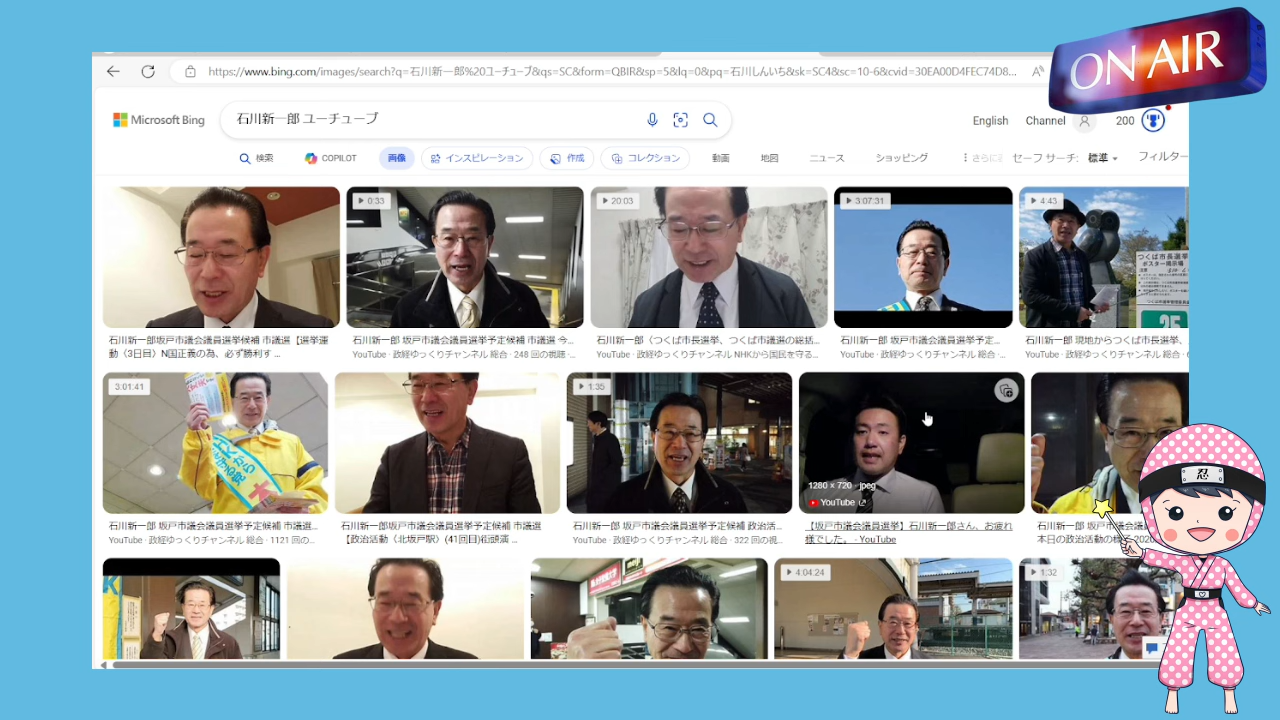 ON AIR
https://www.bing.com/images/search?q=石川新一郎%20ユーチューブ&qs=SC&form=QBIR&sp=5&lq=0&pq=石川しんいち&sk=SC4&sc=10-6&cvid=30EA00D4FEC74D8...
Microsoft Bing
石川新一郎 ユーチューブ
English Channel 200
検索 COPILOT 画像 インスピレーション 作成 コレクション 動画 地図 ニュース ショッピング さらに表 セーフ サーチ: 標準 フィルター
0:33
20:03
3:07:31
4:43
つくば市長選挙
ポスター掲示場
25
石川新一郎坂戸市議会議員選挙候補 市議選【選挙運
動〈3日目〉N国正義の為、必ず勝利す ...
石川新一郎 坂戸市議会議員選挙予定候補 市議選 今...
YouTube · 政経ゆっくりチャンネル 総合 · 248 回の視聴 · ...
石川新一郎〈つくば市長選挙、つくば市議選の総括...
YouTube · 政経ゆっくりチャンネル NHKから国民を守る...
石川新一郎 坂戸市議会議員選挙予定...
YouTube · 政経ゆっくりチャンネル 総合 · ...
石川新一郎 現地からつくば市長選挙、
YouTube · 政経ゆっくりチャンネル 総合 ·
3:01:41
1:35
1280 × 720 · jpeg
YouTube
石川新一郎 坂戸市議会議員選挙予定候補 市議選...
YouTube · 政経ゆっくりチャンネル 総合 · 1121 回の...
石川新一郎坂戸市議会議員選挙予定候補 市議選
【政治活動〈北坂戸駅〉(41回目)街頭演 ...
石川新一郎 坂戸市議会議員選挙予定候補 政治活...
YouTube · 政経ゆっくりチャンネル 総合 · 322 回の視...
【坂戸市議会議員選挙】石川新一郎さん、お疲れ
様でした。 - YouTube
石川新一郎 坂戸市
本日の政治活動の様
4:04:24
1:32
忍